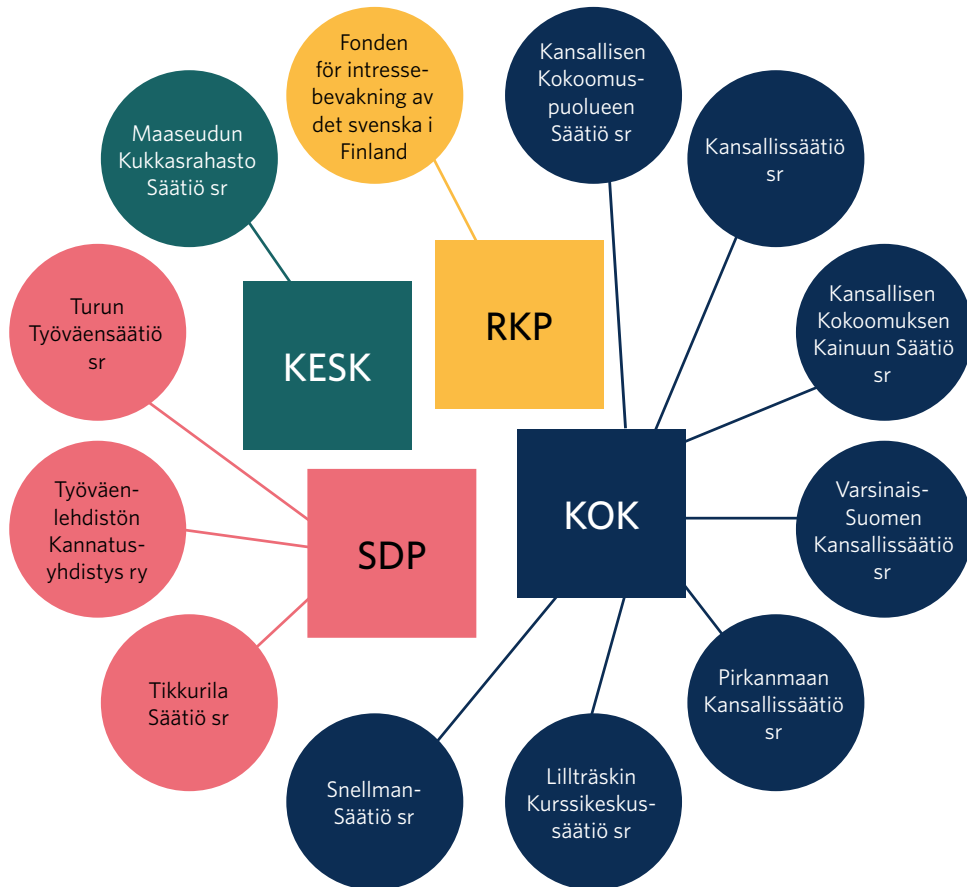 Fonden
för intresse-
bevakning av
det svenska i
Finland
Kansallisen
Kokoomus-
puolueen
Säätiö sr
Maaseudun
Kukkasrahasto
Säätiö sr
Kansallissäätiö
sr
Turun
Työväensäätiö
sr
KESK
RKP
Kansallisen
Kokoomuksen
Kainuun Säätiö
sr
Työväen-
lehdistön
Kannatus-
yhdistys ry
SDP
KOK
Varsinais-
Suomen
Kansallissäätiö
sr
Tikkurila
Säätiö sr
Pirkanmaan
Kansallissäätiö
sr
Snellman-
Säätiö sr
Lillträskin
Kurssikeskus-
säätiö sr